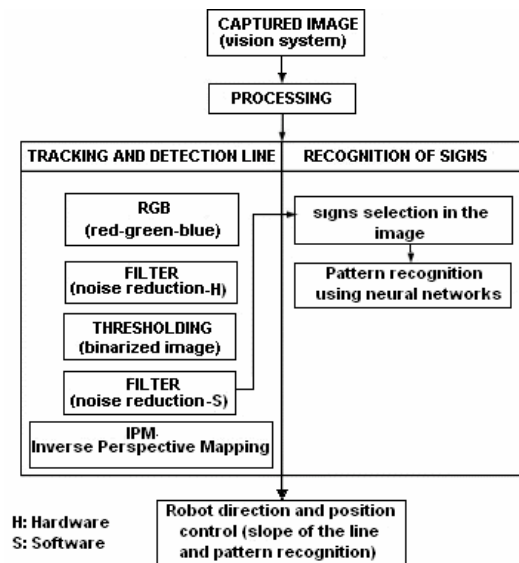 CAPTURED IMAGE
(vision system)
PROCESSING
TRACKING AND DETECTION LINE
RECOGNITION OF SIGNS
RGB
(red-green-blue)
FILTER
(noise reduction-H)
THRESHOLDING
(binarized image)
FILTER
(noise reduction-S)
IPM-
Inverse Perspective Mapping
signs selection in the
image
Pattern recognition
using neural networks
H: Hardware
S: Software
Robot direction and position
control (slope of the line
and pattern recognition)